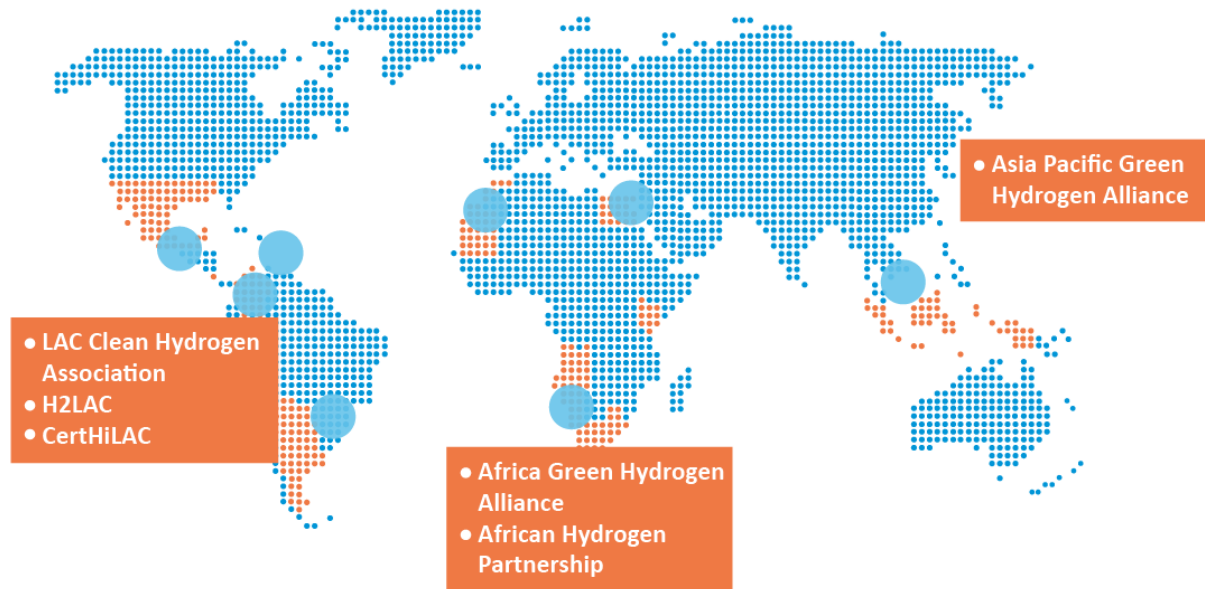 ● Asia Pacific Green
Hydrogen Alliance
● LAC Clean Hydrogen
Association
● H2LAC
● CertHiLAC
● Africa Green Hydrogen
Alliance
● African Hydrogen
Partnership